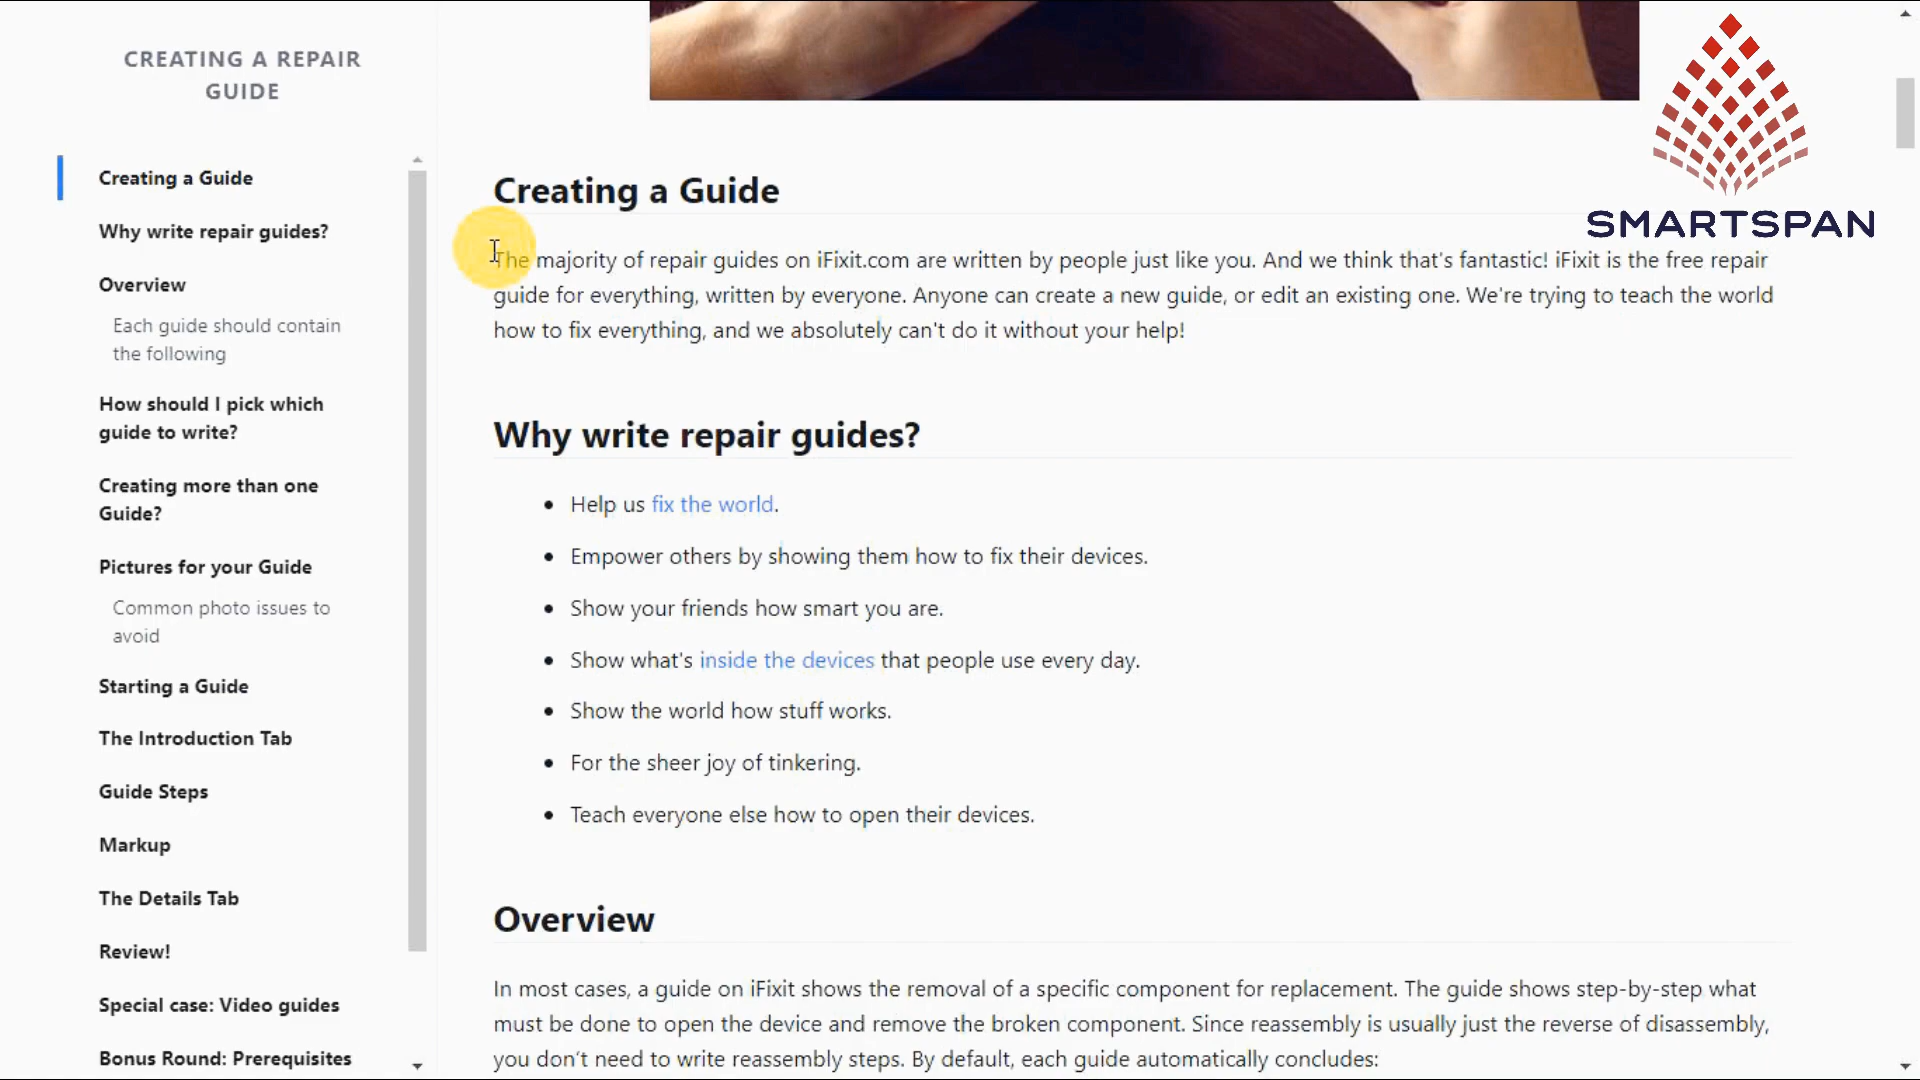 CREATING A REPAIR
GUIDE
Creating a Guide
Why write repair guides?
Overview
Each guide should contain
the following
How should I pick which
guide to write?
Creating more than one
Guide?
Pictures for your Guide
Common photo issues to
avoid
Starting a Guide
The Introduction Tab
Guide Steps
Markup
The Details Tab
Review!
Special case: Video guides
Bonus Round: Prerequisites
SMARTSPAN
Creating a Guide
The majority of repair guides on iFixit.com are written by people just like you. And we think that's fantastic! iFixit is the free repair
guide for everything, written by everyone. Anyone can create a new guide, or edit an existing one. We're trying to teach the world
how to fix everything, and we absolutely can't do it without your help!
Why write repair guides?
• Help us fix the world.
• Empower others by showing them how to fix their devices.
• Show your friends how smart you are.
• Show what's inside the devices that people use every day.
• Show the world how stuff works.
• For the sheer joy of tinkering.
• Teach everyone else how to open their devices.
Overview
In most cases, a guide on iFixit shows the removal of a specific component for replacement. The guide shows step-by-step what
must be done to open the device and remove the broken component. Since reassembly is usually just the reverse of disassembly,
you don't need to write reassembly steps. By default, each guide automatically concludes: